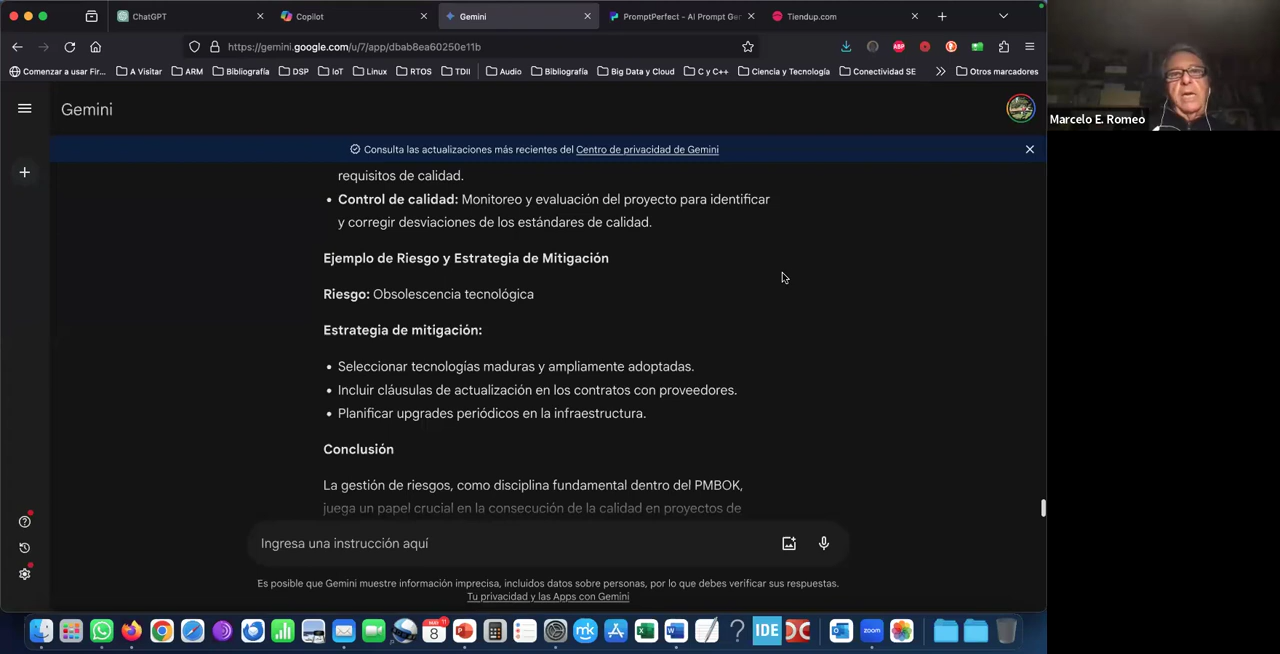 ChatGPT
Copilot
Gemini
PromptPerfect - AI Prompt Ger
Tiendup.com
https://gemini.google.com/u/7/app/dbab8ea60250e11b
ABP
Comenzar a usar Fir...
A Visitar
ARM
Bibliografía
DSP
IoT
Linux
RTOS
TDII
Audio
Bibliografía
Big Data y Cloud
C y C++
Ciencia y Tecnología
Conectividad SE
Otros marcadores
Gemini
Marcelo E. Romeo
Consulta las actualizaciones más recientes del Centro de privacidad de Gemini
requisitos de calidad.
• Control de calidad: Monitoreo y evaluación del proyecto para identificar
y corregir desviaciones de los estándares de calidad.
Ejemplo de Riesgo y Estrategia de Mitigación
Riesgo: Obsolescencia tecnológica
Estrategia de mitigación:
• Seleccionar tecnologías maduras y ampliamente adoptadas.
• Incluir cláusulas de actualización en los contratos con proveedores.
• Planificar upgrades periódicos en la infraestructura.
Conclusión
La gestión de riesgos, como disciplina fundamental dentro del PMBOK,
juega un papel crucial en la consecución de la calidad en proyectos de
Ingresa una instrucción aquí
Es posible que Gemini muestre información imprecisa, incluidos datos sobre personas, por lo que debes verificar sus respuestas.
Tu privacidad y las Apps con Gemini
8
mk
IDE
zoom